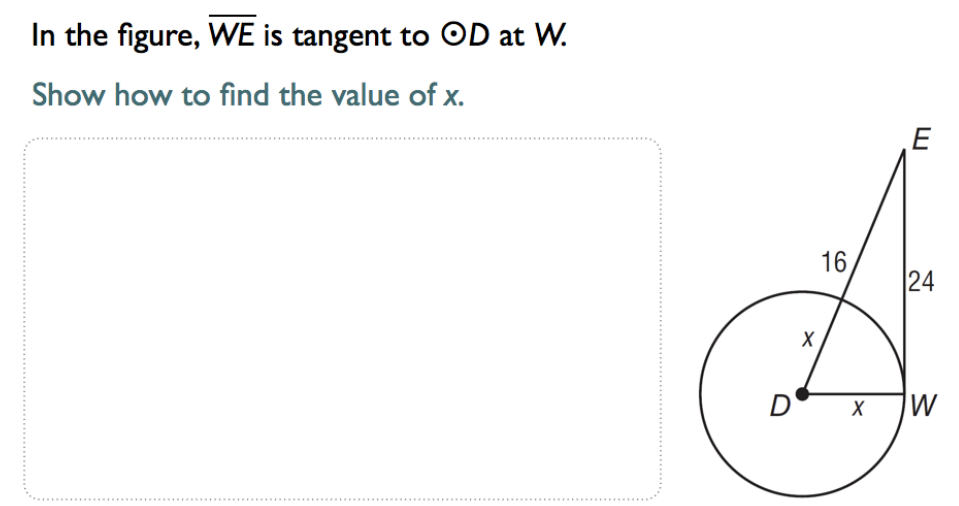 In the figure, WE is tangent to ⊙D at W.
Show how to find the value of x.
E
16
24
x
D
x
W